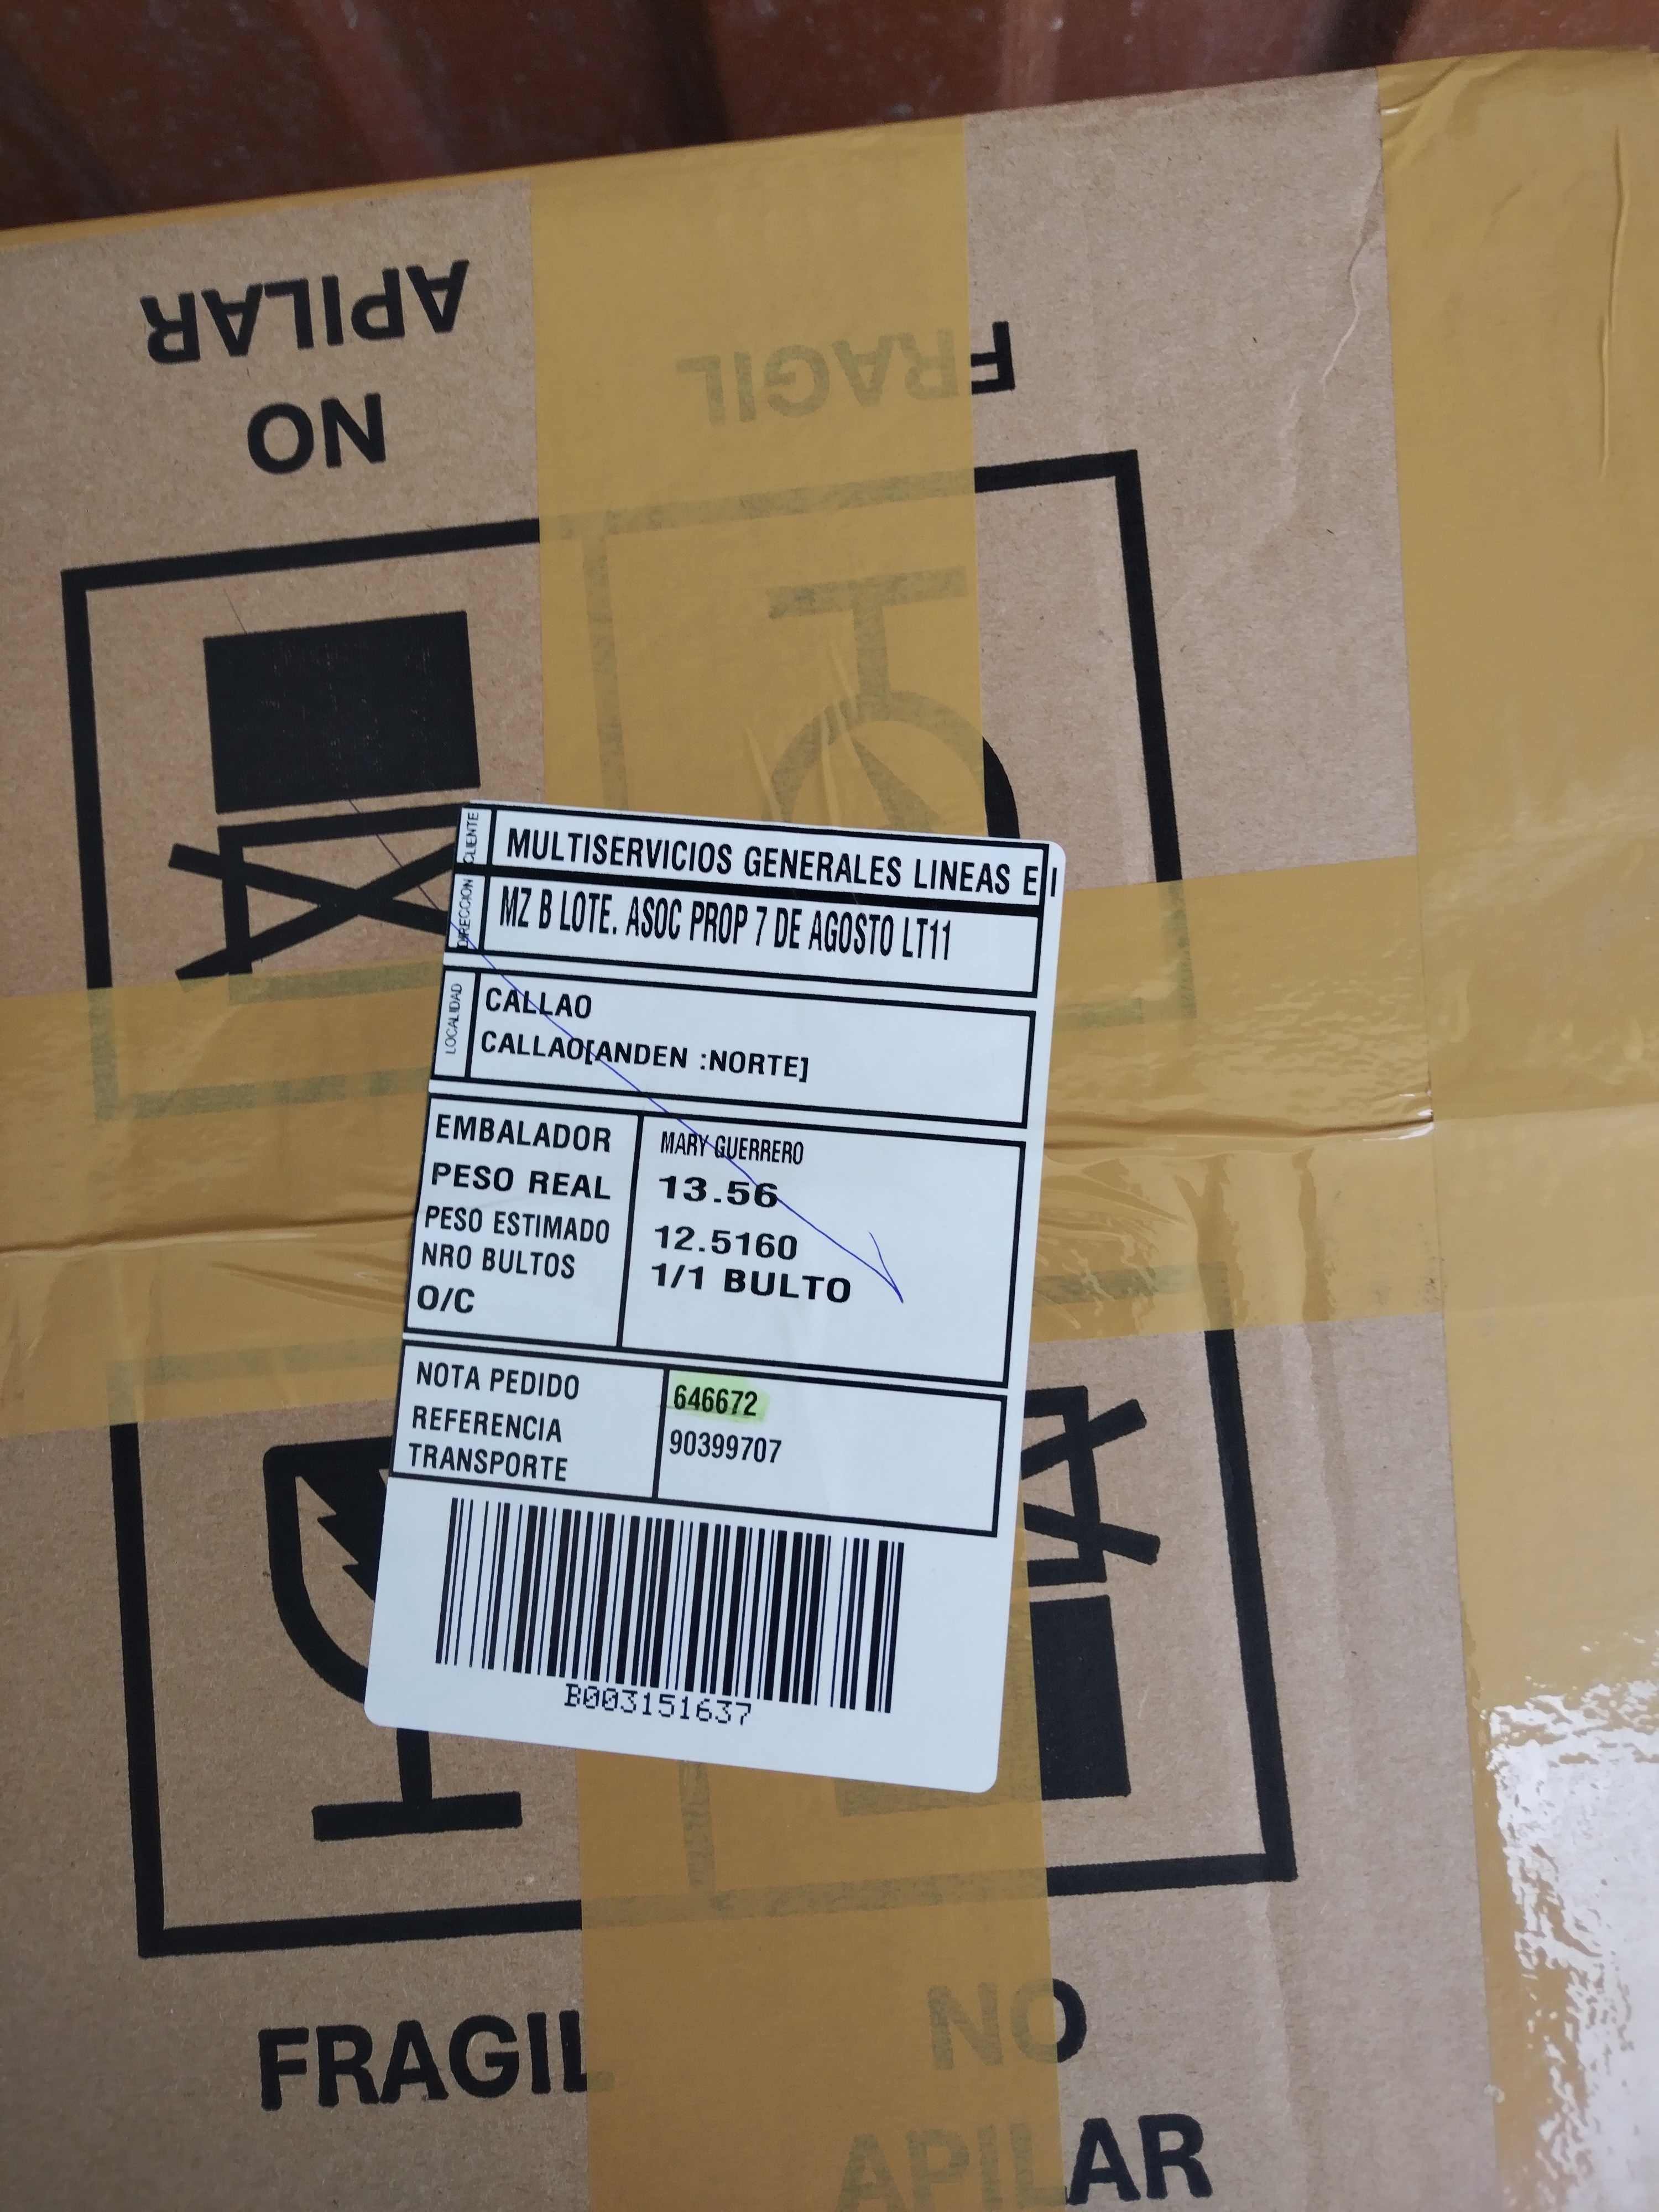 NO
APILAR
FRAGIL
CLIENTE
MULTISERVICIOS GENERALES LINEAS E I
DIRECCION
MZ B LOTE. ASOC PROP 7 DE AGOSTO LT11
LOCALIDAD
CALLAO
CALLAO[ANDEN :NORTE]
EMBALADOR MARY GUERRERO
PESO REAL 13.56
PESO ESTIMADO 12.5160
NRO BULTOS 1/1 BULTO
O/C
NOTA PEDIDO 646672
REFERENCIA 90399707
TRANSPORTE
B003151637
FRAGIL
NO
APILAR